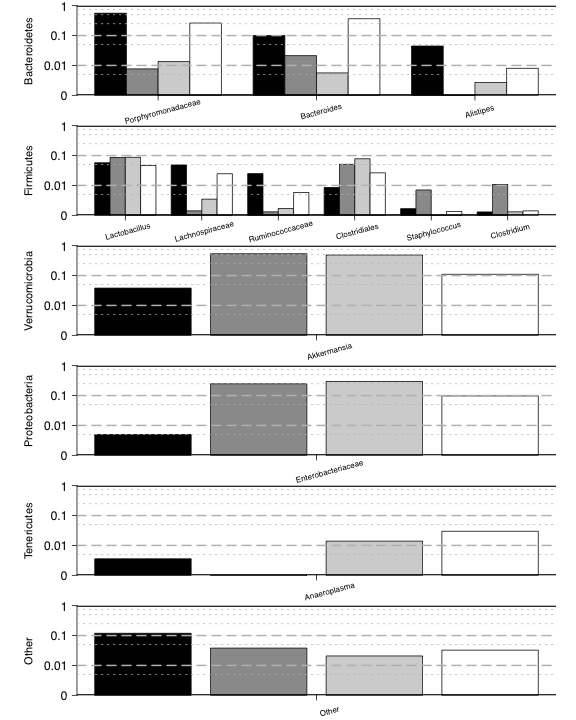 Bacteroidetes
1
0.1
0.01
0
Porphyromonadaceae Bacteroides Alistipes
Firmicutes
1
0.1
0.01
0
Lactobacillus Lachnospiraceae Ruminococcaceae Clostridiales Staphylococcus Clostridium
Verrucomicrobia
1
0.1
0.01
0
Akkermansia
Proteobacteria
1
0.1
0.01
0
Enterobacteriaceae
Tenericutes
1
0.1
0.01
0
Anaeroplasma
Other
1
0.1
0.01
0
Other